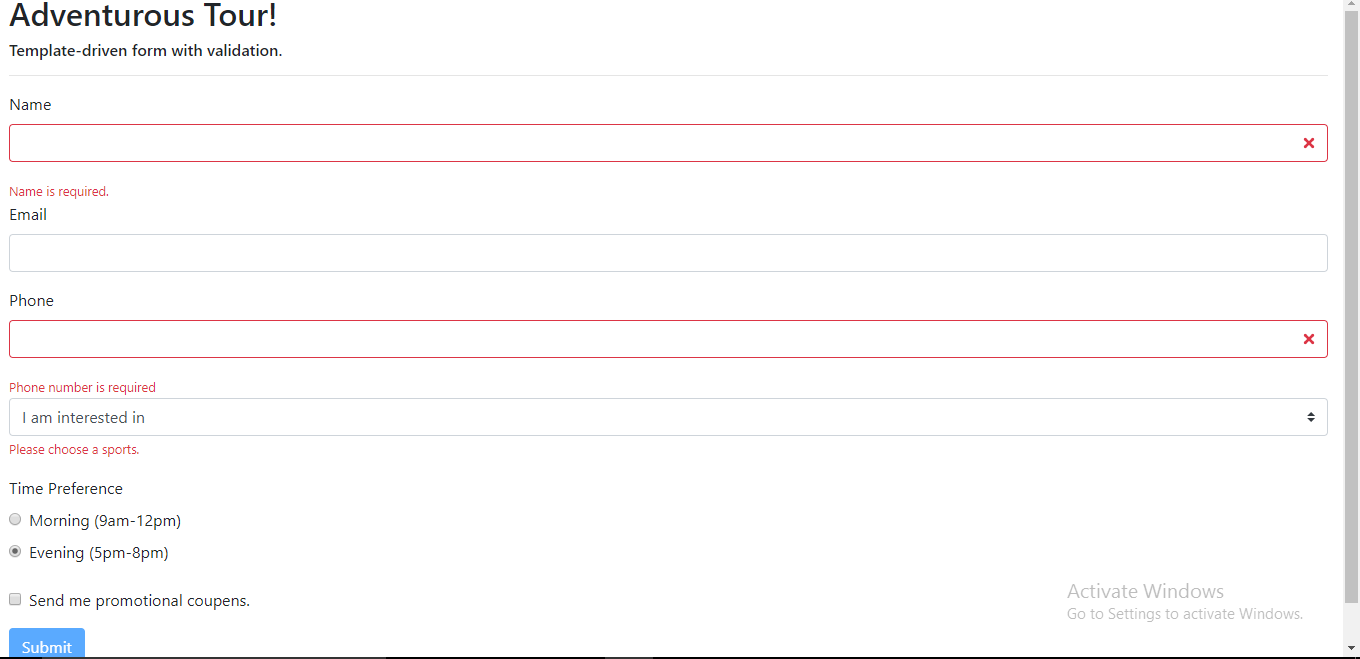 Adventurous Tour!
Template-driven form with validation.
Name
Name is required.
Email
Phone
Phone number is required
I am interested in
Please choose a sports.
Time Preference
Morning (9am-12pm)
Evening (5pm-8pm)
Send me promotional coupons.
Submit
Activate Windows
Go to Settings to activate Windows.